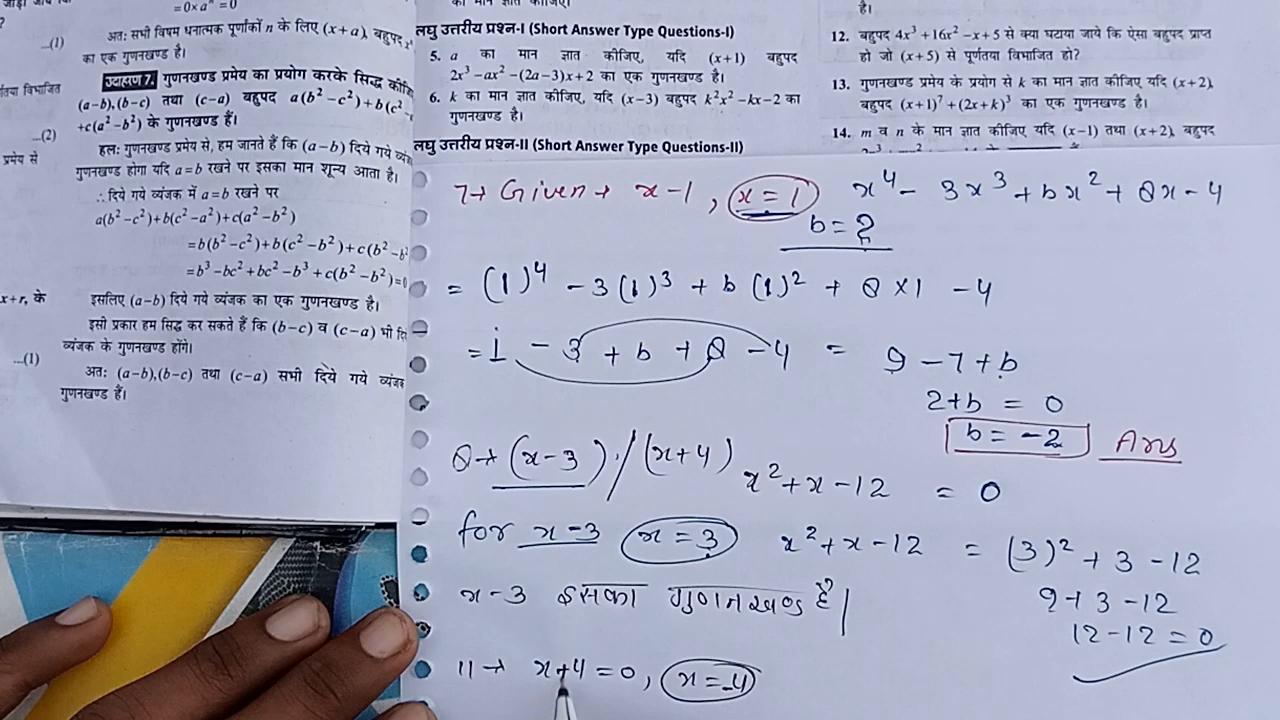 = 0×aⁿ = 0
...(1)
अतः सभी विषम धनात्मक पूर्णांकों n के लिए (x + a), बहुपद
का एक गुणनखण्ड है।
उदाहरण 7. गुणनखण्ड प्रमेय का प्रयोग करके सिद्ध
(a−b),(b−c) तथा (c−a) बहुपद a(b²−c²)+b(c²
+c(a²−b²) के गुणनखण्ड हैं।
र्णतया विभाजित
...(2)
प्रमेय से
हलः गुणनखण्ड प्रमेय से, हम जानते हैं कि (a−b) दिये गये
गुणनखण्ड होगा यदि a=b रखने पर इसका मान शून्य आता है।
∴ दिये गये व्यंजक में a=b रखने पर
a(b²−c²)+b(c²−a²)+c(a²−b²)
=b(b²−c²)+b(c²−b²)+c(b²−b²
=b³−bc²+bc²−b³+c(b²−b²)=0
x+r, के
इसलिए (a−b) दिये गये व्यंजक का एक गुणनखण्ड है।
इसी प्रकार हम सिद्ध कर सकते हैं कि (b−c) व (c−a) भी
व्यंजक के गुणनखण्ड होंगे।
...(1)
अतः (a−b),(b−c) तथा (c−a) सभी दिये गये व्यंजक
गुणनखण्ड हैं।
का मान ज्ञात कीजिए।
लघु उत्तरीय प्रश्न-I (Short Answer Type Questions-I)
5. a का मान ज्ञात कीजिए, यदि (x+1) बहुपद
2x³−ax²−(2a−3)x+2 का एक गुणनखण्ड है।
6. k का मान ज्ञात कीजिए, यदि (x−3) बहुपद k²x²−kx−2 का
गुणनखण्ड है।
लघु उत्तरीय प्रश्न-II (Short Answer Type Questions-II)
है।
12. बहुपद 4x³+16x²−x+5 से क्या घटाया जाये कि ऐसा बहुपद प्राप्त
हो जो (x+5) से पूर्णतया विभाजित हो?
13. गुणनखण्ड प्रमेय के प्रयोग से k का मान ज्ञात कीजिए यदि (x+2),
बहुपद (x+1)⁷+(2x+k)³ का एक गुणनखण्ड है।
14. m व n के मान ज्ञात कीजिए यदि (x−1) तथा (x+2), बहुपद
7→ Given → x−1, x=1 x⁴ − 3x³ + bx² + 8x − 4
b = ?
= (1)⁴ − 3(1)³ + b(1)² + 8×1 − 4
= 1 − 3 + b + 8 − 4 = 9 − 7 + b
2+b = 0
b = −2 Ans
8→ (x−3) / (x+4) x²+x−12 = 0
for x−3 x=3 x²+x−12 = (3)² + 3 − 12
x−3 इसका गुणनखण्ड है|
9+3−12
12−12=0
11→ x+4=0, x=−4